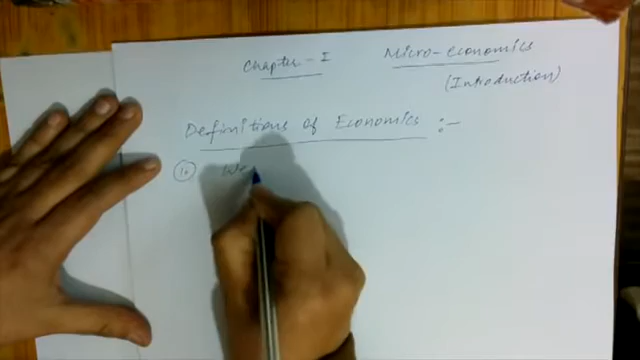 Chapter - I Micro-economics
(Introduction)
Definitions of Economics :-
1.